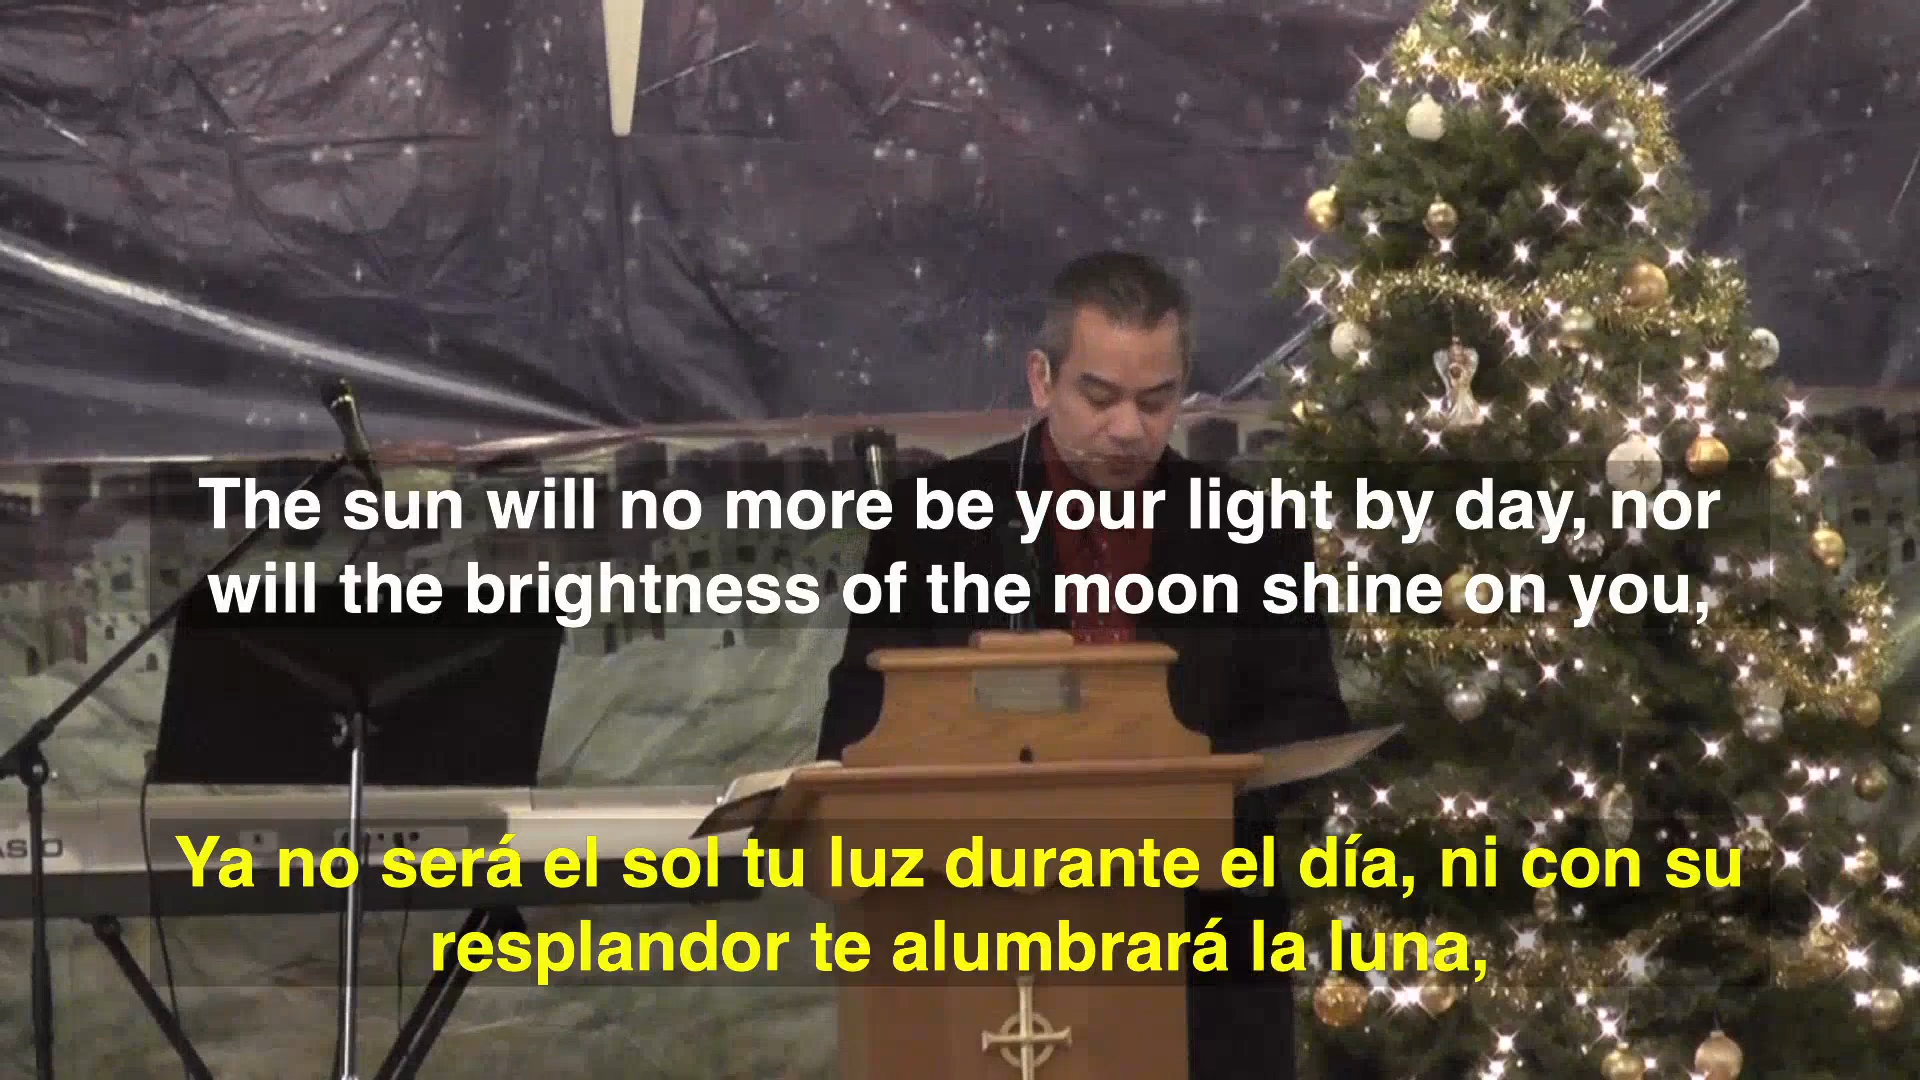 The sun will no more be your light by day, nor
will the brightness of the moon shine on you,
Ya no será el sol tu luz durante el día, ni con su
resplandor te alumbrará la luna,